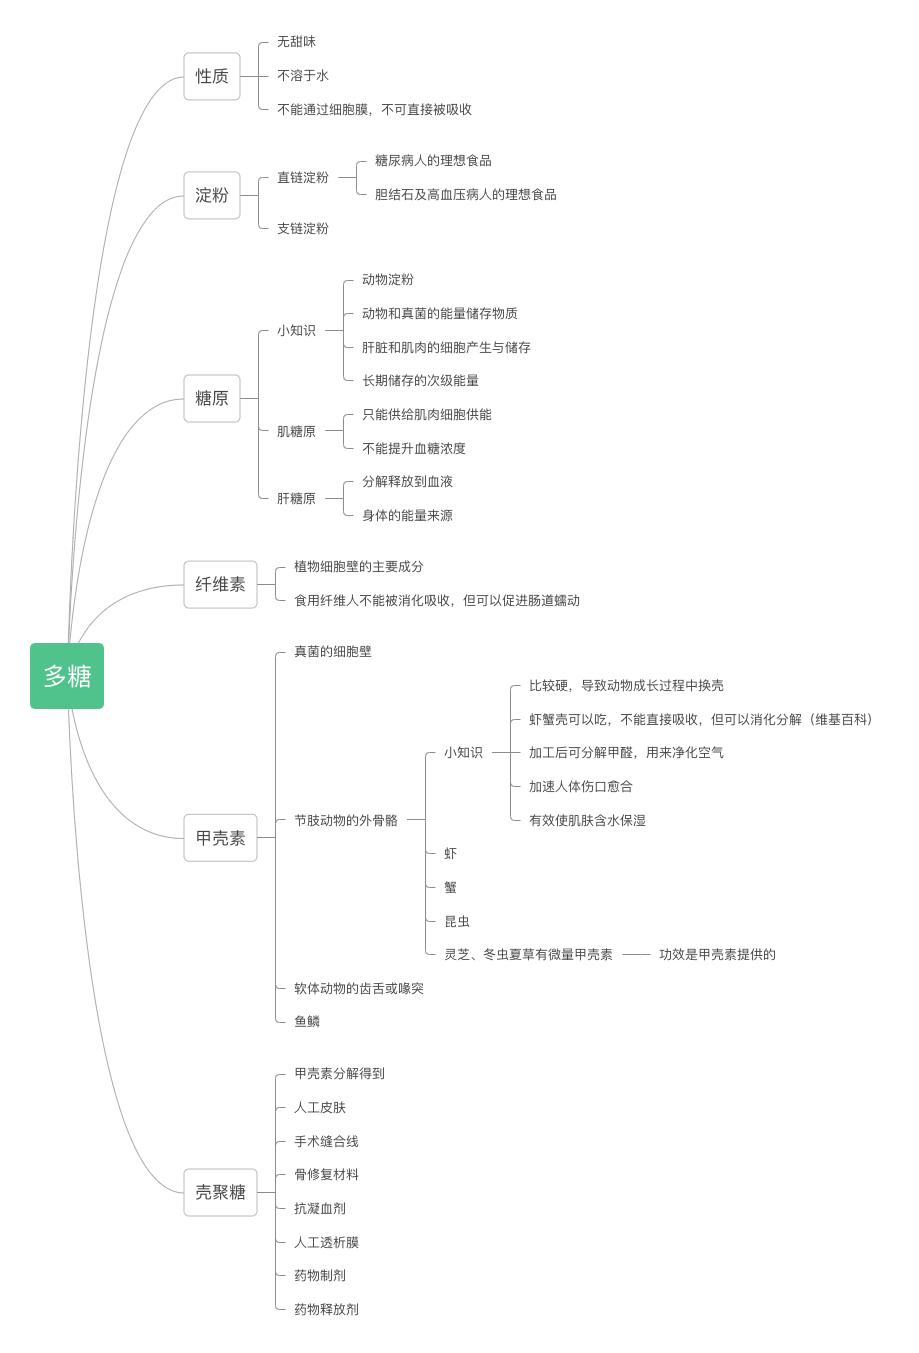 多糖
性质
无甜味
不溶于水
不能通过细胞膜，不可直接被吸收
淀粉
直链淀粉
糖尿病人的理想食品
胆结石及高血压病人的理想食品
支链淀粉
糖原
小知识
动物淀粉
动物和真菌的能量储存物质
肝脏和肌肉的细胞产生与储存
长期储存的次级能量
肌糖原
只能供给肌肉细胞供能
不能提升血糖浓度
肝糖原
分解释放到血液
身体的能量来源
纤维素
植物细胞壁的主要成分
食用纤维人不能被消化吸收，但可以促进肠道蠕动
甲壳素
真菌的细胞壁
节肢动物的外骨骼
小知识
比较硬，导致动物成长过程中换壳
虾蟹壳可以吃，不能直接吸收，但可以消化分解（维基百科）
加工后可分解甲醛，用来净化空气
加速人体伤口愈合
有效使肌肤含水保湿
虾
蟹
昆虫
灵芝、冬虫夏草有微量甲壳素
功效是甲壳素提供的
软体动物的齿舌或喙突
鱼鳞
壳聚糖
甲壳素分解得到
人工皮肤
手术缝合线
骨修复材料
抗凝血剂
人工透析膜
药物制剂
药物释放剂